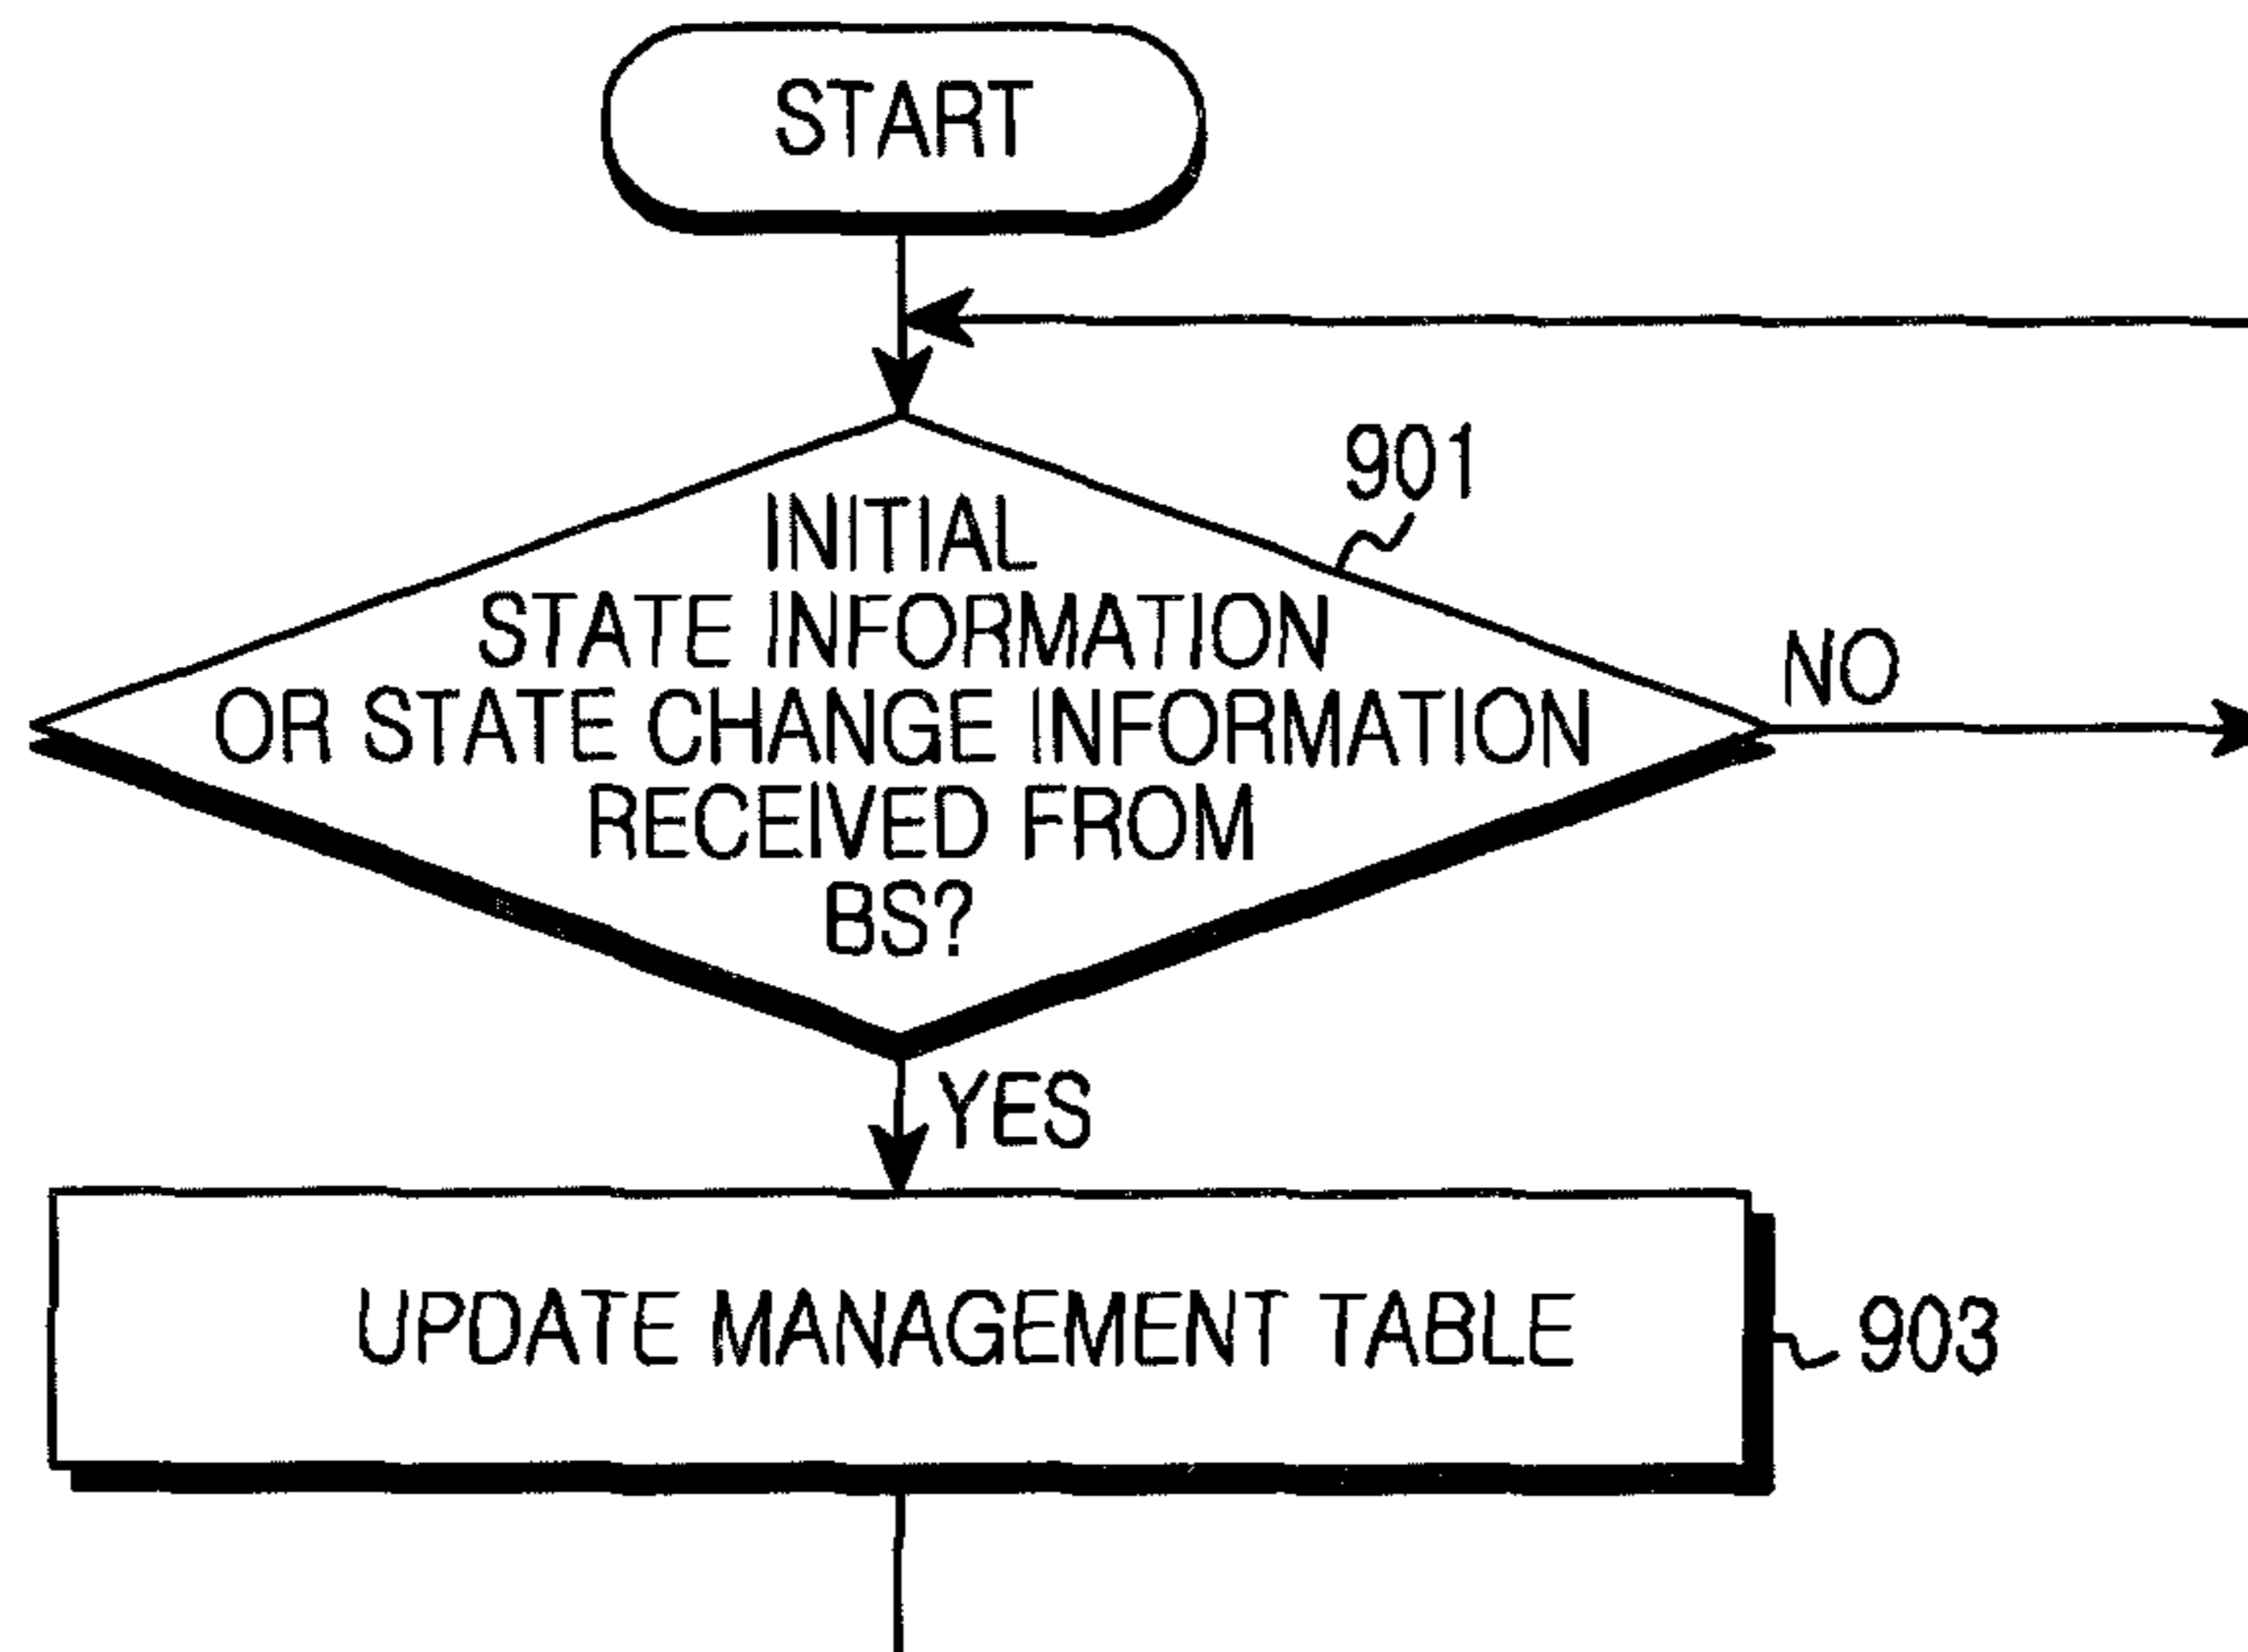 START
901
INITIAL
STATE INFORMATION
OR STATE CHANGE INFORMATION
RECEIVED FROM
BS?
NO
YES
UPDATE MANAGEMENT TABLE
903